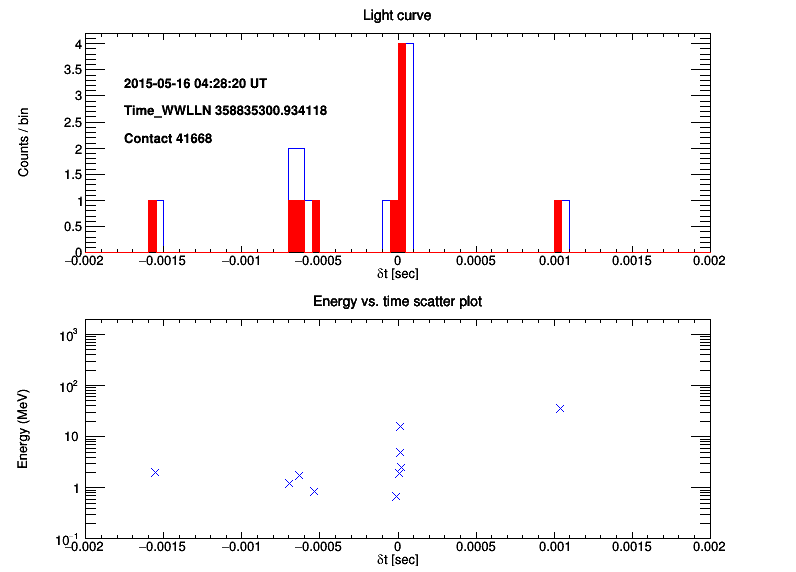 Light curve
4
3.5
3
2.5
2
1.5
1
0.5
0
Counts / bin
2015-05-16 04:28:20 UT
Time_WWLLN 358835300.934118
Contact 41668
−0.002 −0.0015 −0.001 −0.0005 0 0.0005 0.001 0.0015 0.002
δt [sec]
Energy vs. time scatter plot
10³
10²
10
1
10⁻¹
Energy (MeV)
−0.002 −0.0015 −0.001 −0.0005 0 0.0005 0.001 0.0015 0.002
δt [sec]